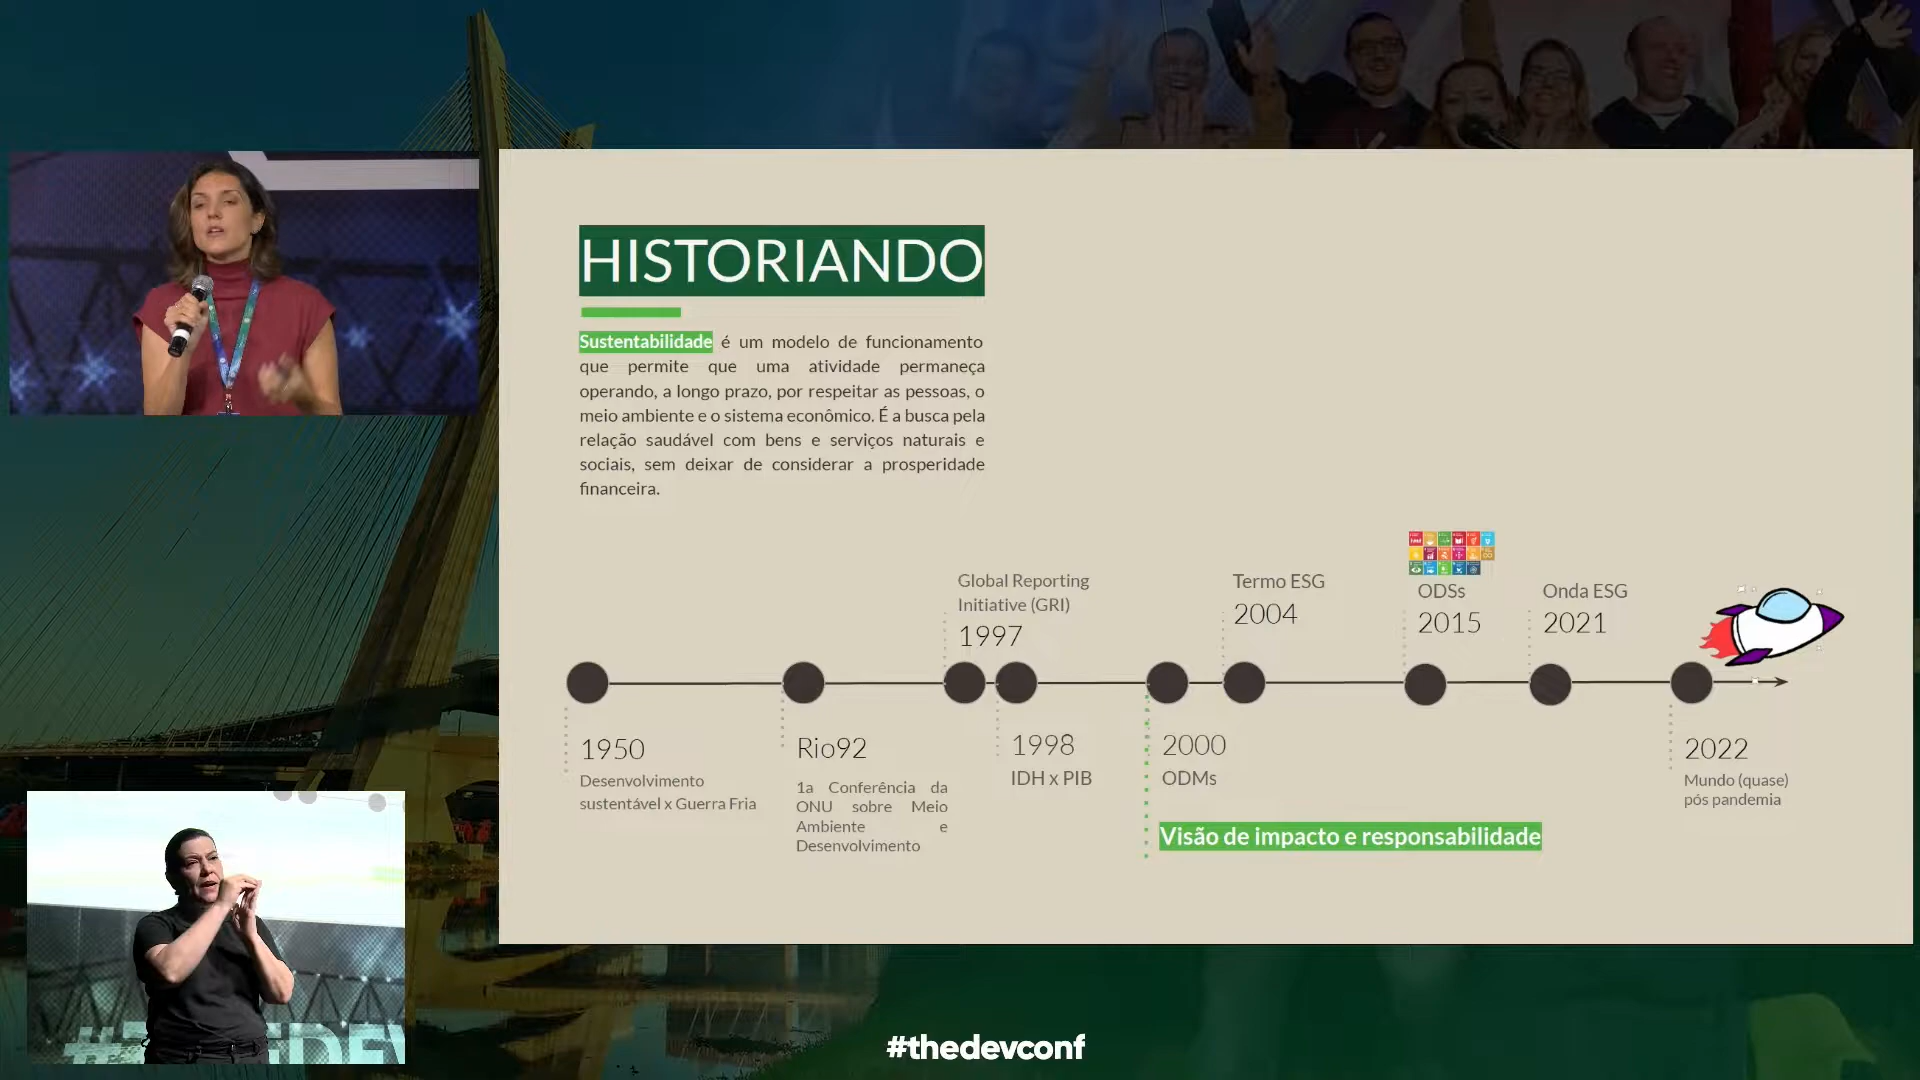 HISTORIANDO
Sustentabilidade é um modelo de funcionamento
que permite que uma atividade permaneça
operando, a longo prazo, por respeitar as pessoas, o
meio ambiente e o sistema econômico. É a busca pela
relação saudável com bens e serviços naturais e
sociais, sem deixar de considerar a prosperidade
financeira.
Global Reporting
Initiative (GRI)
1997
Termo ESG
2004
ODSs
2015
Onda ESG
2021
1950
Desenvolvimento
sustentável x Guerra Fria
Rio92
1a Conferência da
ONU sobre Meio
Ambiente e
Desenvolvimento
1998
IDH x PIB
2000
ODMs
Visão de impacto e responsabilidade
2022
Mundo (quase)
pós pandemia
#thedevconf